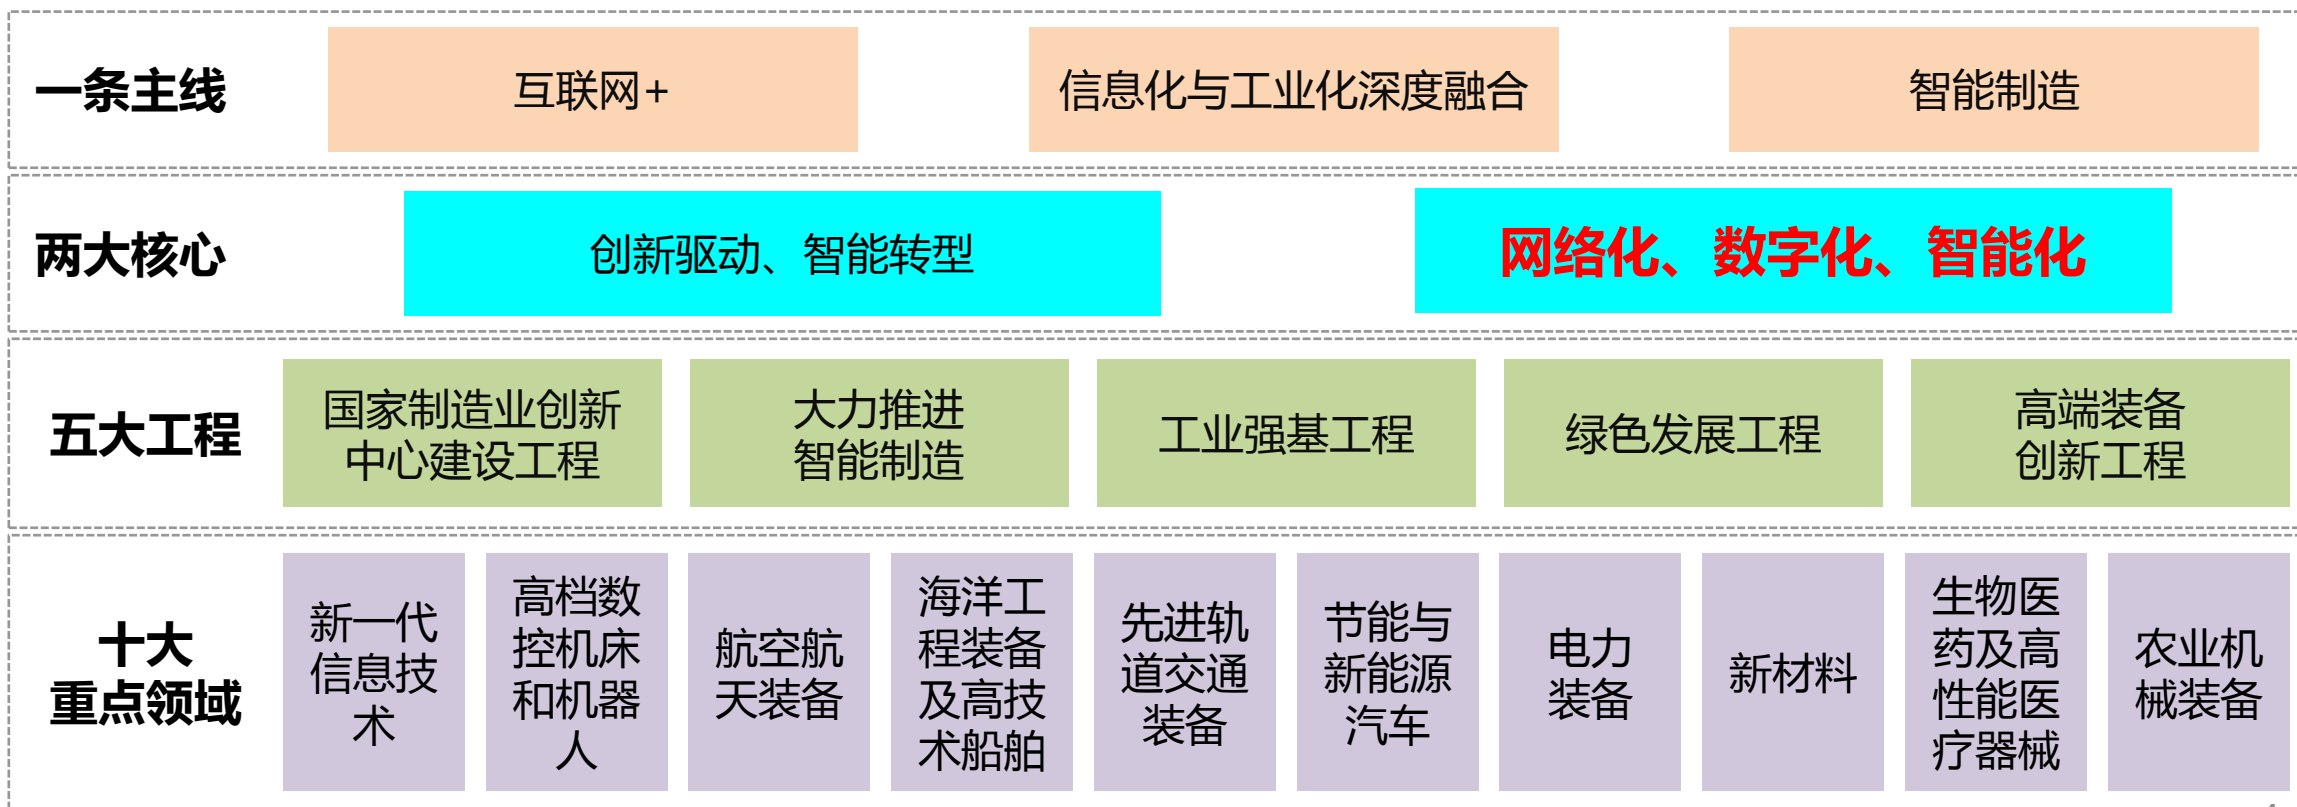 一条主线
互联网+
信息化与工业化深度融合
智能制造
两大核心
创新驱动、智能转型
网络化、数字化、智能化
五大工程
国家制造业创新
中心建设工程
大力推进
智能制造
工业强基工程
绿色发展工程
高端装备
创新工程
十大
重点领域
新一代
信息技
术
高档数
控机床
和机器
人
航空航
天装备
海洋工
程装备
及高技
术船舶
先进轨
道交通
装备
节能与
新能源
汽车
电力
装备
新材料
生物医
药及高
性能医
疗器械
农业机
械装备